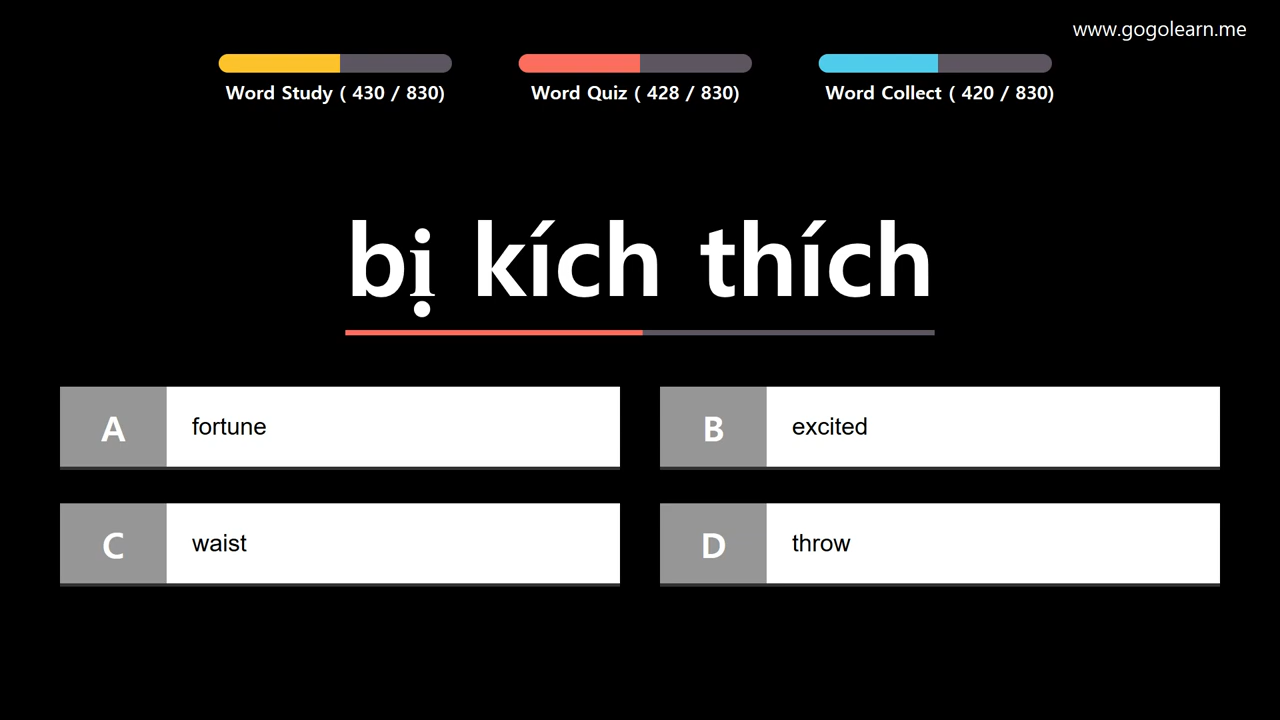 www.gogolearn.me
Word Study ( 430 / 830)
Word Quiz ( 428 / 830)
Word Collect ( 420 / 830)
bị kích thích
A fortune
B excited
C waist
D throw